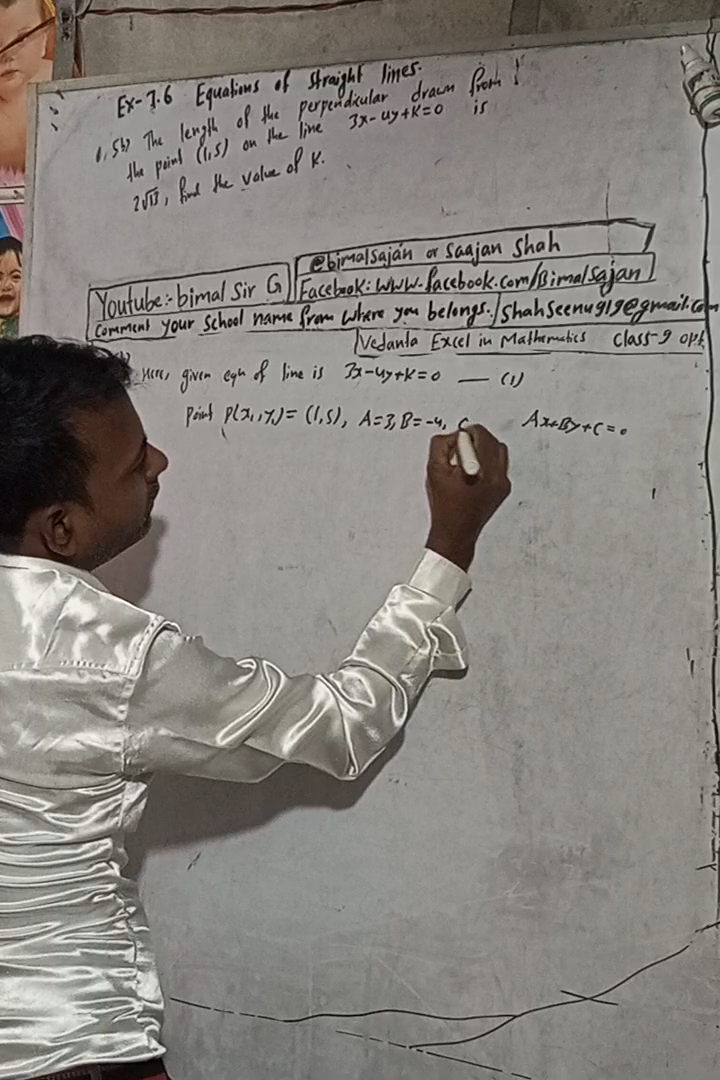 Ex-7.6 Equations of straight lines.
5b) The length of the perpendicular drawn from
the point (1,5) on the line 3x-4y+K=0 is
2√13, find the value of K.
@bimalsajan or Saajan Shah
Youtube:- bimal Sir G
Facebook: www.facebook.com/Bimalsajan
Comment your School name from where you belongs.
Shahseenu919@gmail.com
Vedanta Excel in Mathematics Class-9 opt
Here, given eqn of line is 3x-4y+K=0 — (1)
Point P(x₁,y₁)= (1,5), A=3, B=-4, C
Ax+By+C=0